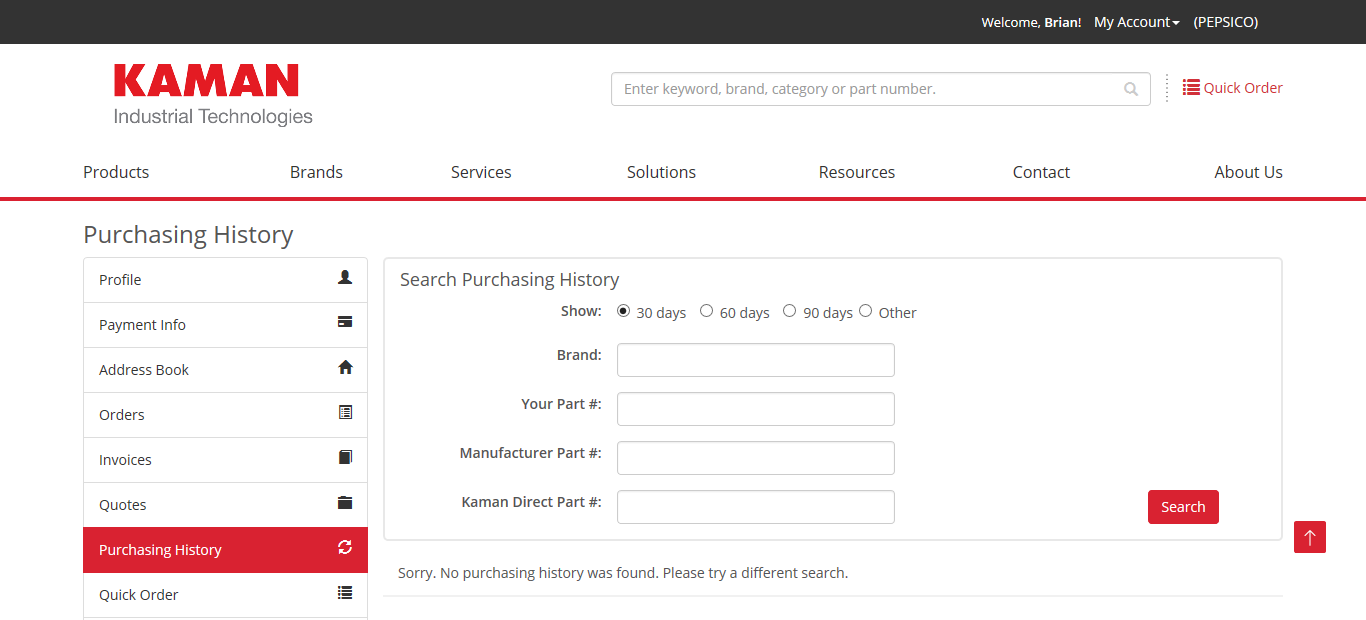 Welcome, Brian! My Account (PEPSICO)
KAMAN
Industrial Technologies
Enter keyword, brand, category or part number.
Quick Order
Products Brands Services Solutions Resources Contact About Us
Purchasing History
Profile
Payment Info
Address Book
Orders
Invoices
Quotes
Purchasing History
Quick Order
Search Purchasing History
Show: 30 days 60 days 90 days Other
Brand:
Your Part #:
Manufacturer Part #:
Kaman Direct Part #:
Search
Sorry. No purchasing history was found. Please try a different search.